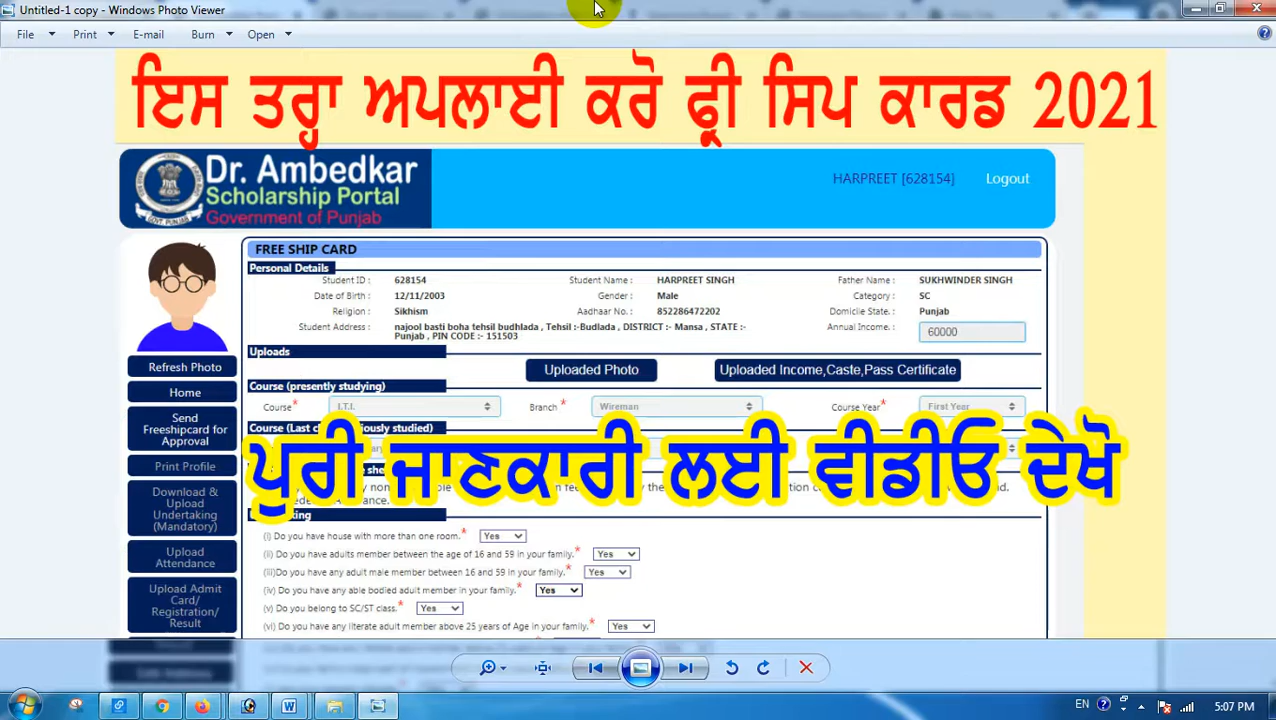 Untitled-1 copy - Windows Photo Viewer
File Print E-mail Burn Open
ਇਸ ਤਰ੍ਹਾ ਅਪਲਾਈ ਕਰੋ ਫ੍ਰੀ ਸਿਪ ਕਾਰਡ 2021
Dr. Ambedkar
Scholarship Portal
Government of Punjab
HARPREET [628154] Logout
FREE SHIP CARD
Personal Details
Student ID : 628154 Student Name : HARPREET SINGH Father Name : SUKHWINDER SINGH
Date of Birth : 12/11/2003 Gender : Male Category : SC
Religion : Sikhism Aadhaar No. : 852286472202 Domicile State. : Punjab
Student Address : najool basti boha tehsil budhlada , Tehsil :-Budlada , DISTRICT :- Mansa , STATE :- Annual Income. : 60000
Punjab , PIN CODE :- 151503
Uploads
Uploaded Photo Uploaded Income,Caste,Pass Certificate
Course (presently studying)
Course * I.T.I. Branch * Wireman Course Year * First Year
ਪੂਰੀ ਜਾਣਕਾਰੀ ਲਈ ਵੀਡੀਓ ਦੇਖੋ
(i) Do you have house with more than one room.* Yes
(ii) Do you have adults member between the age of 16 and 59 in your family.* Yes
(iii)Do you have any adult male member between 16 and 59 in your family.* Yes
(iv) Do you have any able bodied adult member in your family.* Yes
(v) Do you belong to SC/ST class.* Yes
(vi) Do you have any literate adult member above 25 years of Age in your family.* Yes
Refresh Photo
Home
Send
Freeshipcard for
Approval
Print Profile
Download &
Upload
Undertaking
(Mandatory)
Upload
Attendance
Upload Admit
Card/
Registration/
Result
EN 5:07 PM